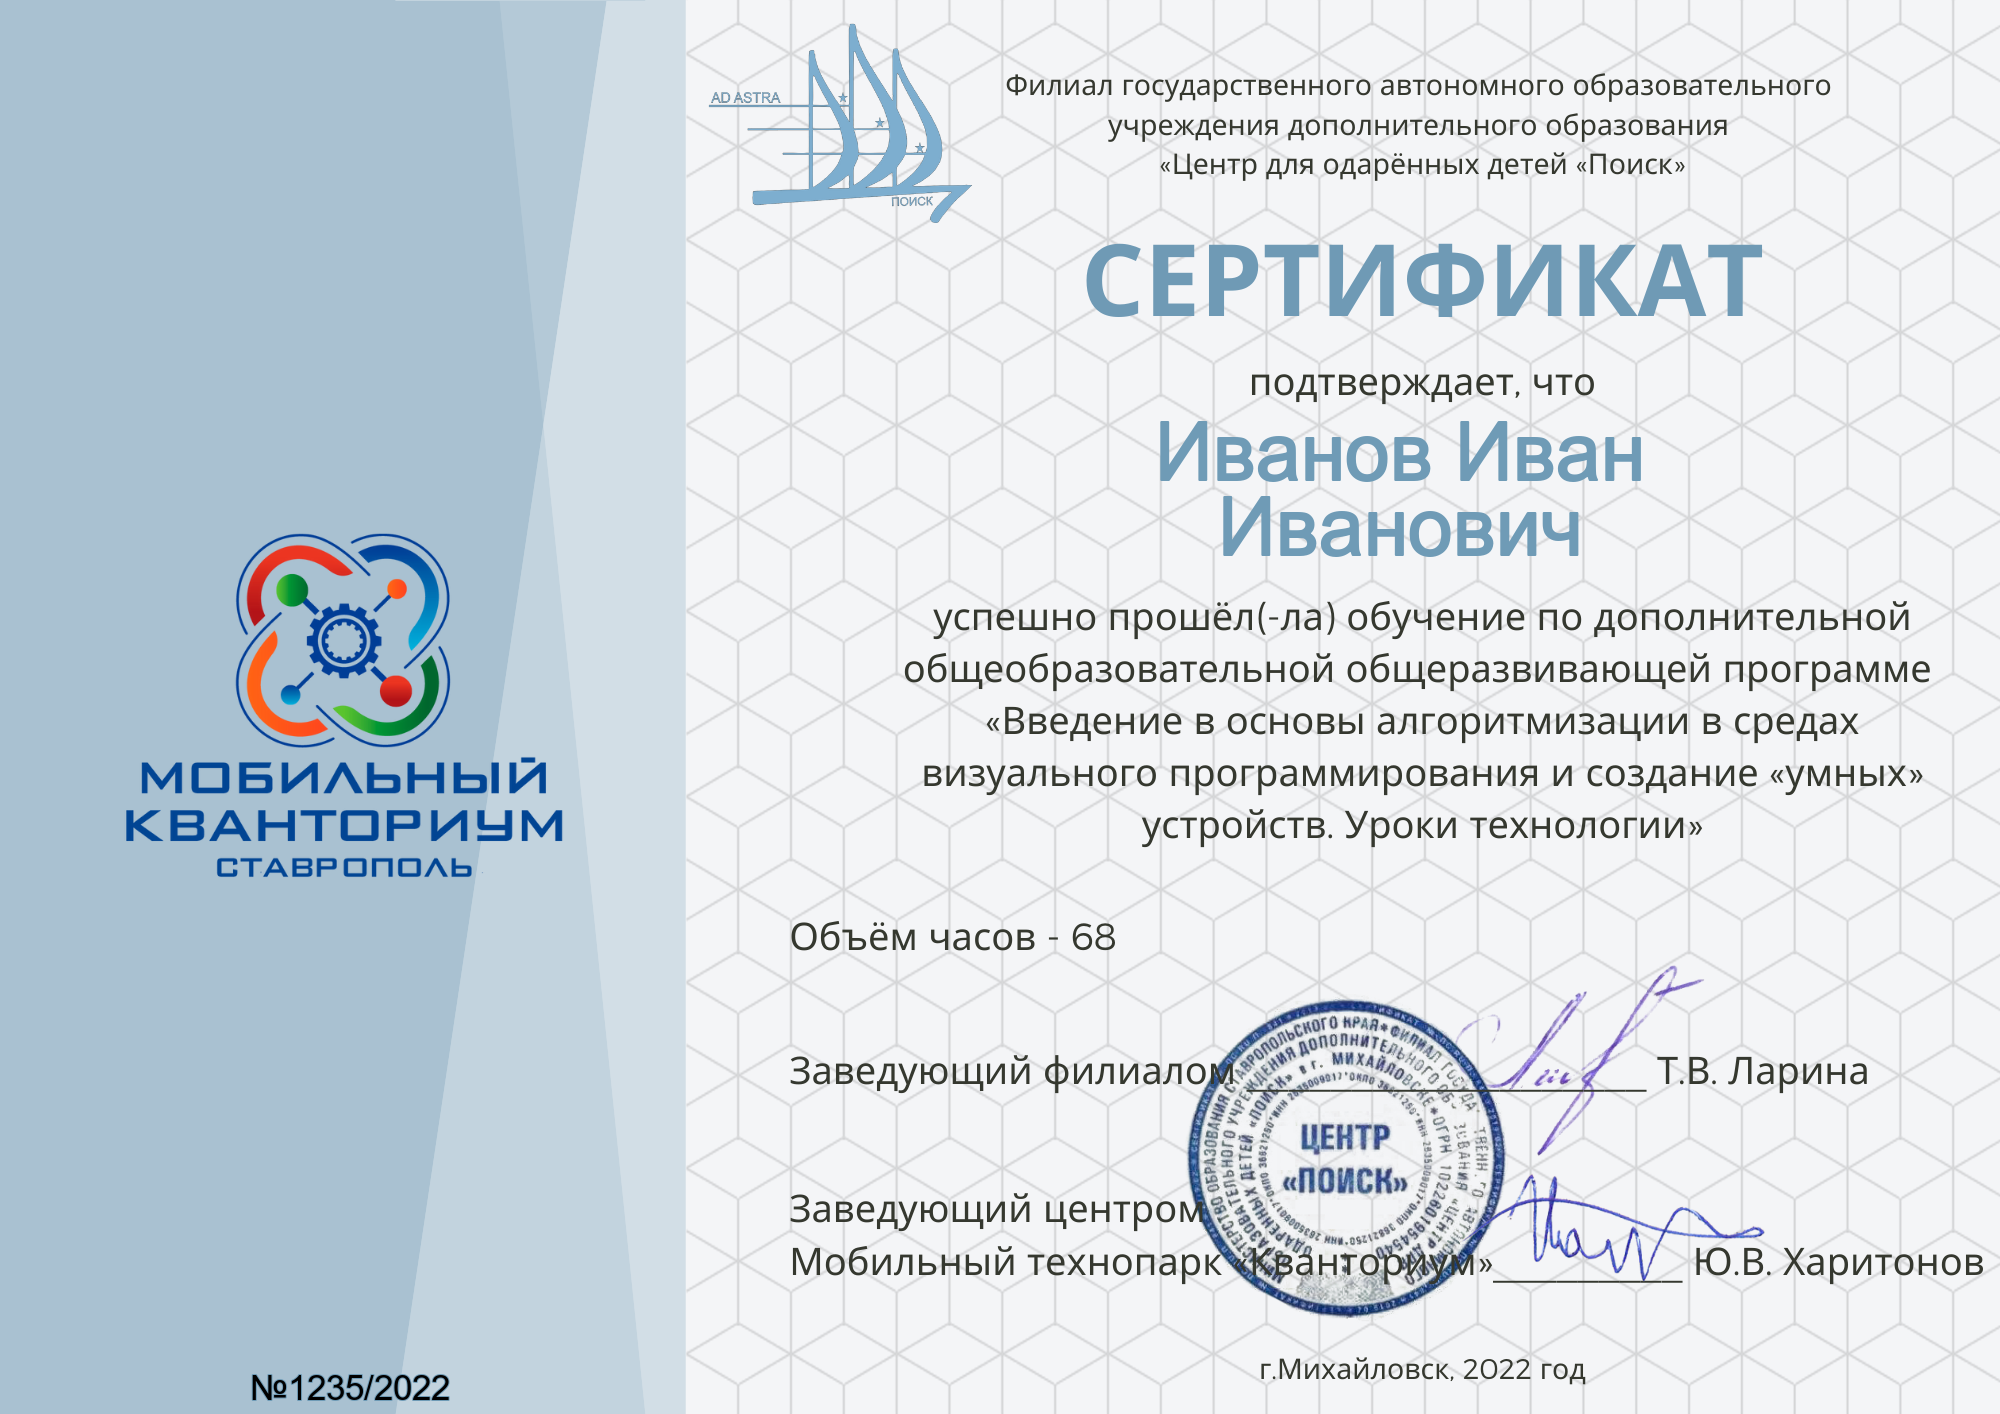 AD ASTRA
ПОИСК
Филиал государственного автономного образовательного
учреждения дополнительного образования
«Центр для одарённых детей «Поиск»
СЕРТИФИКАТ
подтверждает, что
Иванов Иван
Иванович
успешно прошёл(-ла) обучение по дополнительной
общеобразовательной общеразвивающей программе
«Введение в основы алгоритмизации в средах
визуального программирования и создание «умных»
устройств. Уроки технологии»
МОБИЛЬНЫЙ
КВАНТОРИУМ
СТАВРОПОЛЬ
Объём часов - 68
Заведующий филиалом Т.В. Ларина
ЦЕНТР
«ПОИСК»
Заведующий центром
Мобильный технопарк «Кванториум»__________ Ю.В. Харитонов
г.Михайловск, 2022 год
№1235/2022